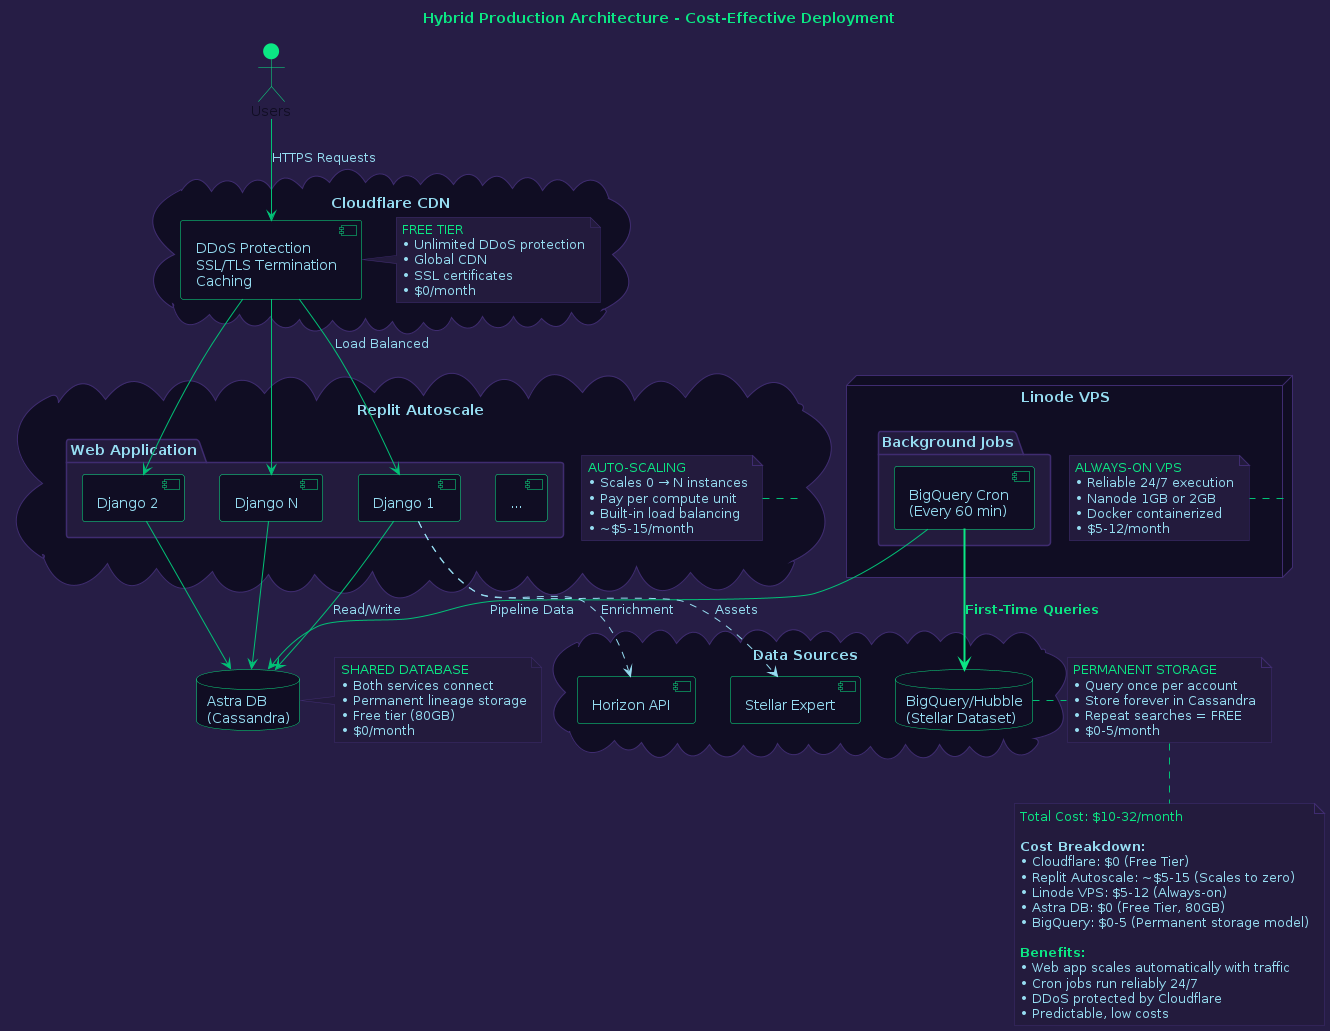 Hybrid Production Architecture - Cost-Effective Deployment
Users
HTTPS Requests
Cloudflare CDN
DDoS Protection
SSL/TLS Termination
Caching
FREE TIER
• Unlimited DDoS protection
• Global CDN
• SSL certificates
• $0/month
Load Balanced
Replit Autoscale
Web Application
Django 2
Django N
Django 1
...
AUTO-SCALING
• Scales 0 → N instances
• Pay per compute unit
• Built-in load balancing
• ~$5-15/month
Linode VPS
Background Jobs
BigQuery Cron
(Every 60 min)
ALWAYS-ON VPS
• Reliable 24/7 execution
• Nanode 1GB or 2GB
• Docker containerized
• $5-12/month
Read/Write
Pipeline Data
Enrichment
Assets
First-Time Queries
Astra DB
(Cassandra)
SHARED DATABASE
• Both services connect
• Permanent lineage storage
• Free tier (80GB)
• $0/month
Data Sources
Horizon API
Stellar Expert
BigQuery/Hubble
(Stellar Dataset)
PERMANENT STORAGE
• Query once per account
• Store forever in Cassandra
• Repeat searches = FREE
• $0-5/month
Total Cost: $10-32/month
Cost Breakdown:
• Cloudflare: $0 (Free Tier)
• Replit Autoscale: ~$5-15 (Scales to zero)
• Linode VPS: $5-12 (Always-on)
• Astra DB: $0 (Free Tier, 80GB)
• BigQuery: $0-5 (Permanent storage model)
Benefits:
• Web app scales automatically with traffic
• Cron jobs run reliably 24/7
• DDoS protected by Cloudflare
• Predictable, low costs